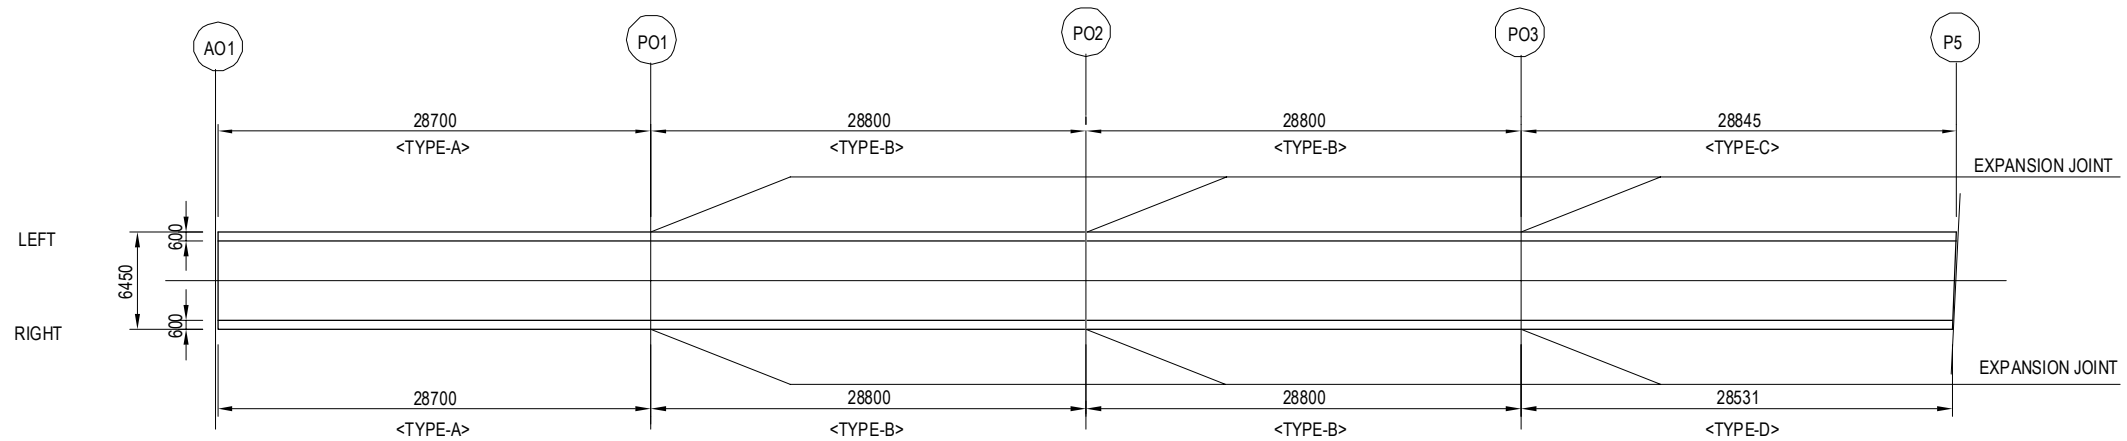 AO1
PO1
PO2
PO3
P5
28700
28800
28800
28845
<TYPE-A>
<TYPE-B>
<TYPE-B>
<TYPE-C>
EXPANSION JOINT
LEFT
600
6450
600
RIGHT
EXPANSION JOINT
28700
28800
28800
28531
<TYPE-A>
<TYPE-B>
<TYPE-B>
<TYPE-D>